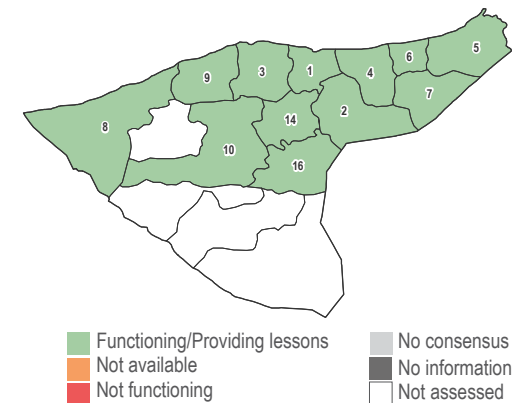 5
6
3
1
4
9
7
2
14
8
10
16
Functioning/Providing lessons
Not available
Not functioning
No consensus
No information
Not assessed